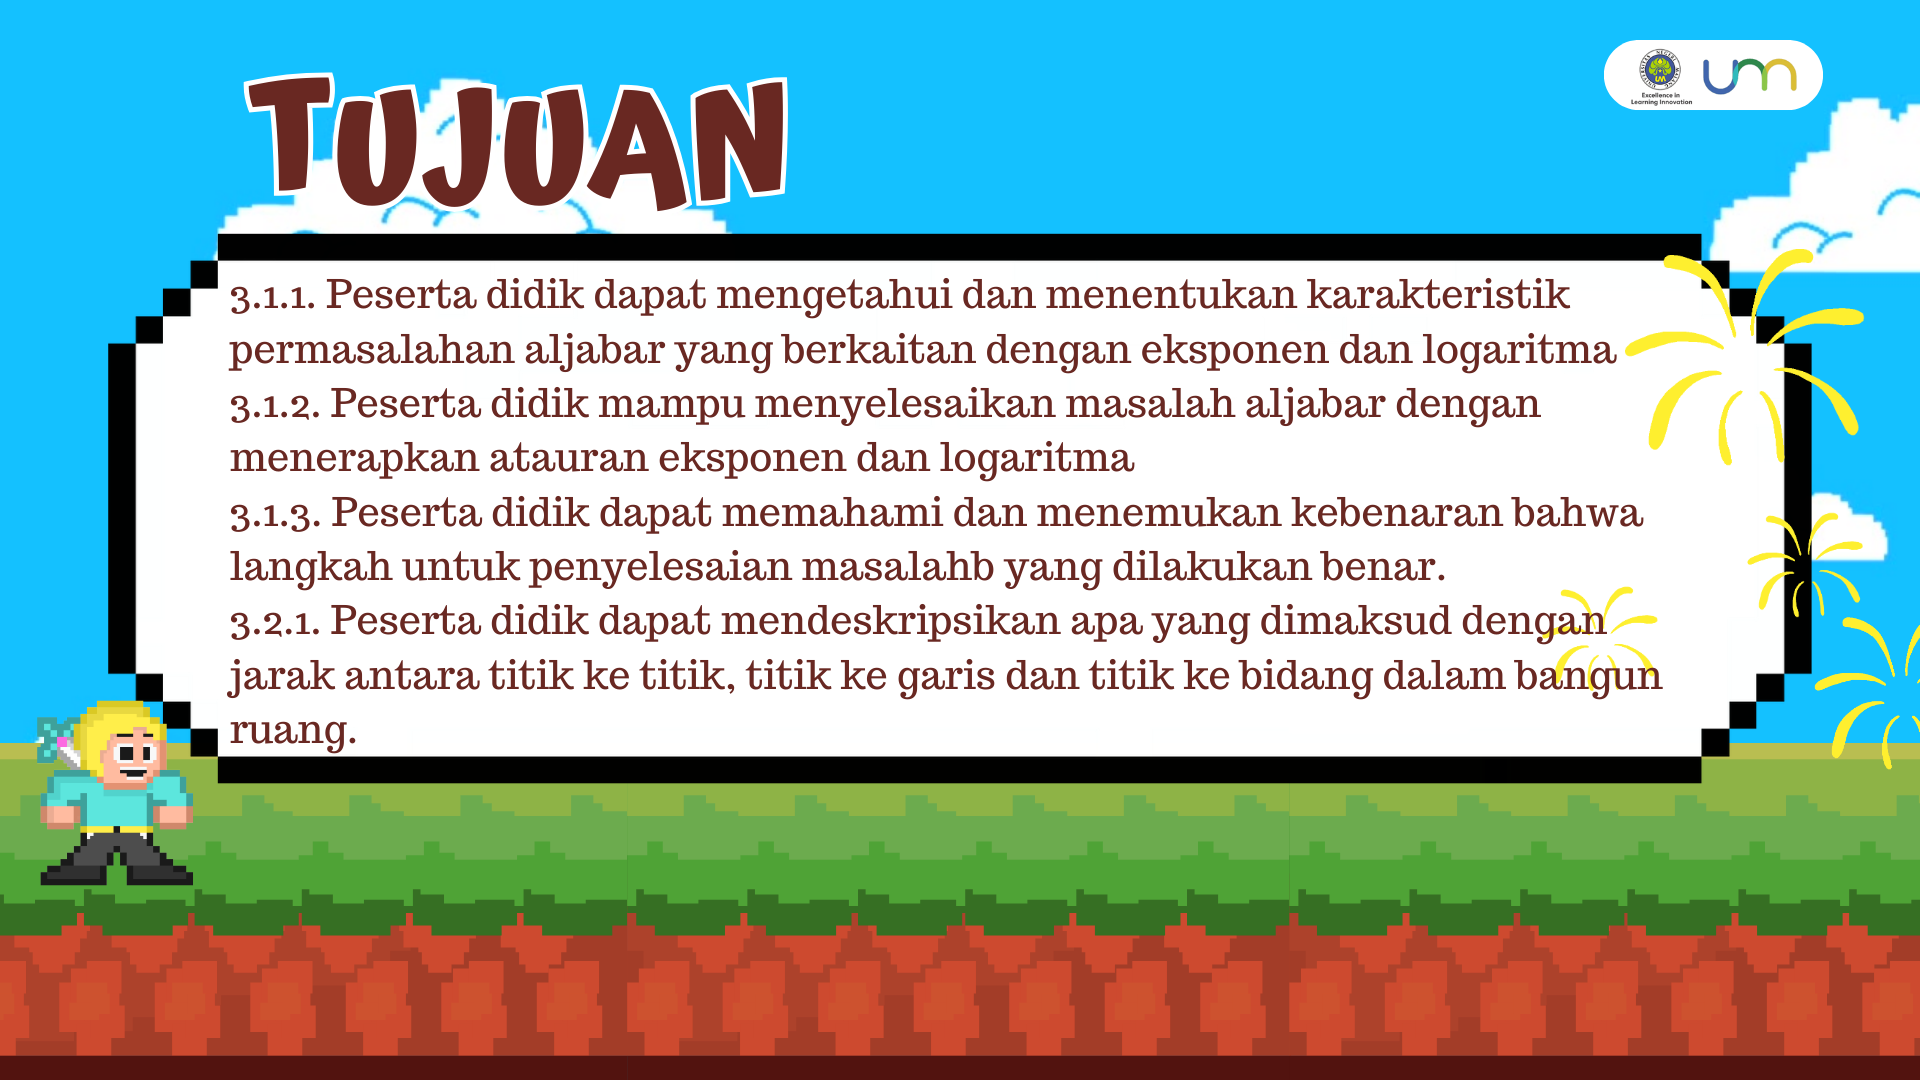 TUJUAN
Excellence in
Learning Innovation
um
3.1.1. Peserta didik dapat mengetahui dan menentukan karakteristik
permasalahan aljabar yang berkaitan dengan eksponen dan logaritma
3.1.2. Peserta didik mampu menyelesaikan masalah aljabar dengan
menerapkan atauran eksponen dan logaritma
3.1.3. Peserta didik dapat memahami dan menemukan kebenaran bahwa
langkah untuk penyelesaian masalahb yang dilakukan benar.
3.2.1. Peserta didik dapat mendeskripsikan apa yang dimaksud dengan
jarak antara titik ke titik, titik ke garis dan titik ke bidang dalam bangun
ruang.